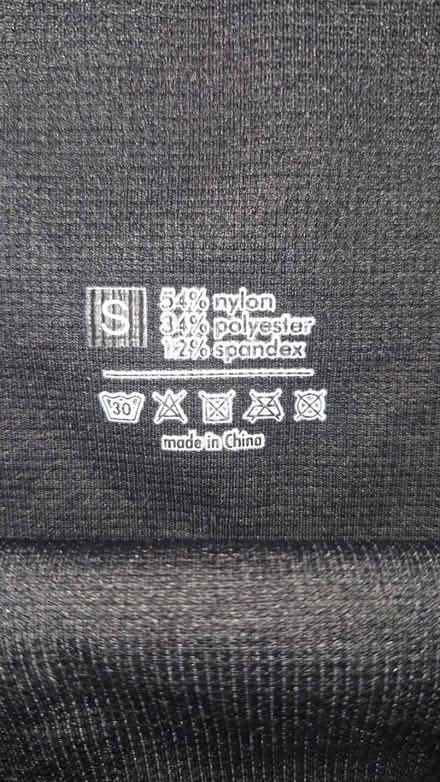 S
54% nylon
34% polyester
12% spandex
30
made in China